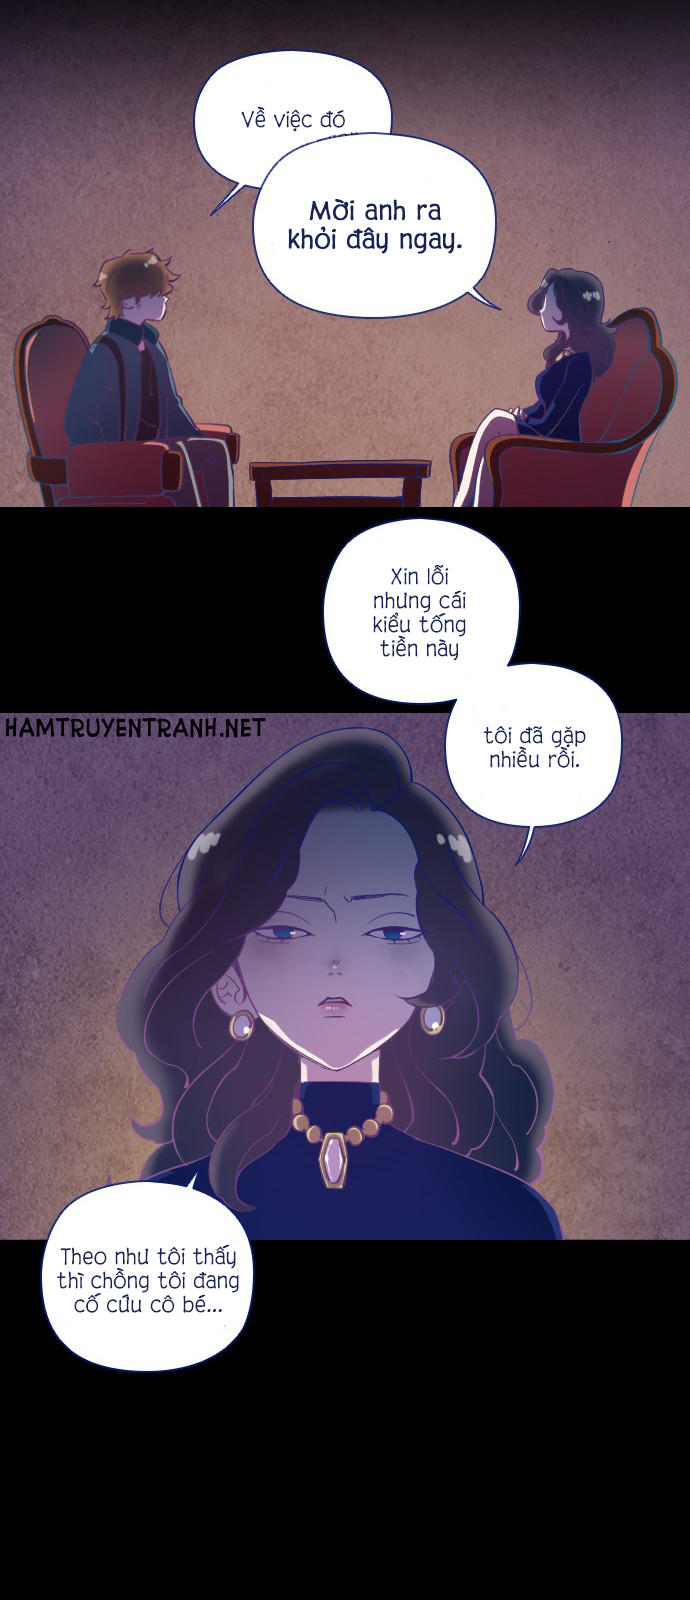 Về việc đó
Mời anh ra
khỏi đây ngay.
Xin lỗi
nhưng cái
kiểu tống
tiền này
HAMTRUYENTRANH.NET
tôi đã gặp
nhiều rồi.
Theo như tôi thấy
thì chồng tôi đang
cố cứu cô bé...